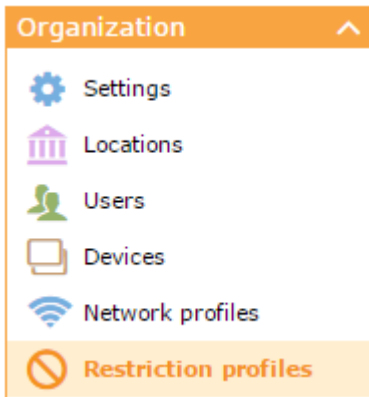 Organization
Settings
Locations
Users
Devices
Network profiles
Restriction profiles